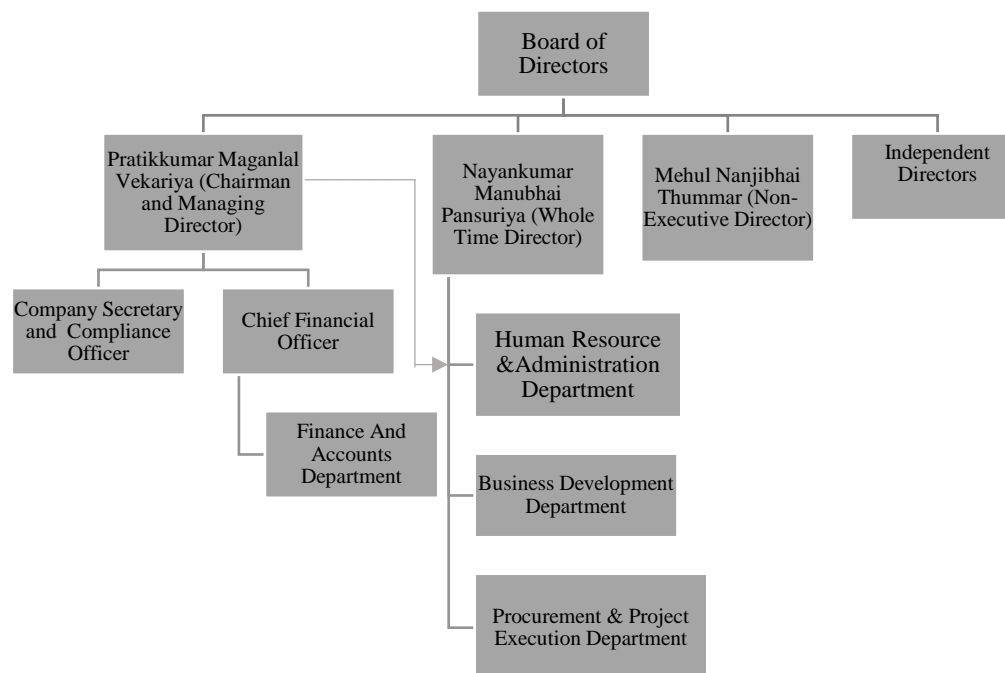 Board of
Directors
Pratikkumar Maganlal
Vekariya (Chairman
and Managing
Director)
Nayankumar
Manubhai
Pansuriya (Whole
Time Director)
Mehul Nanjibhai
Thummar (Non-
Executive Director)
Independent
Directors
Company Secretary
and Compliance
Officer
Chief Financial
Officer
Finance And
Accounts
Department
Human Resource
&Administration
Department
Business Development
Department
Procurement & Project
Execution Department